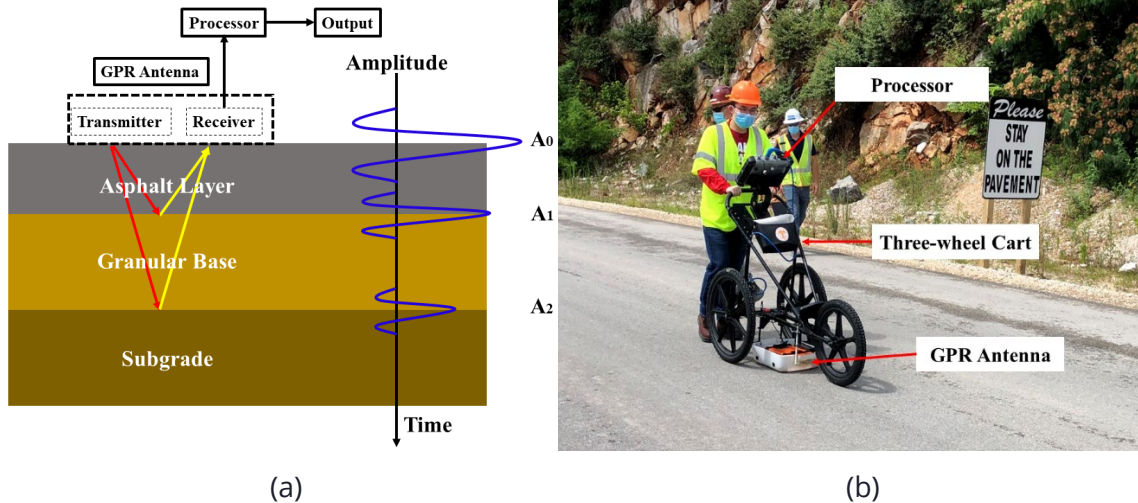 Processor
Output
GPR Antenna
Amplitude
Transmitter
Receiver
A0
Asphalt Layer
A1
Granular Base
A2
Subgrade
Time
(a)
Processor
Please
STAY
ON THE
PAVEMENT
Three-wheel Cart
GPR Antenna
(b)